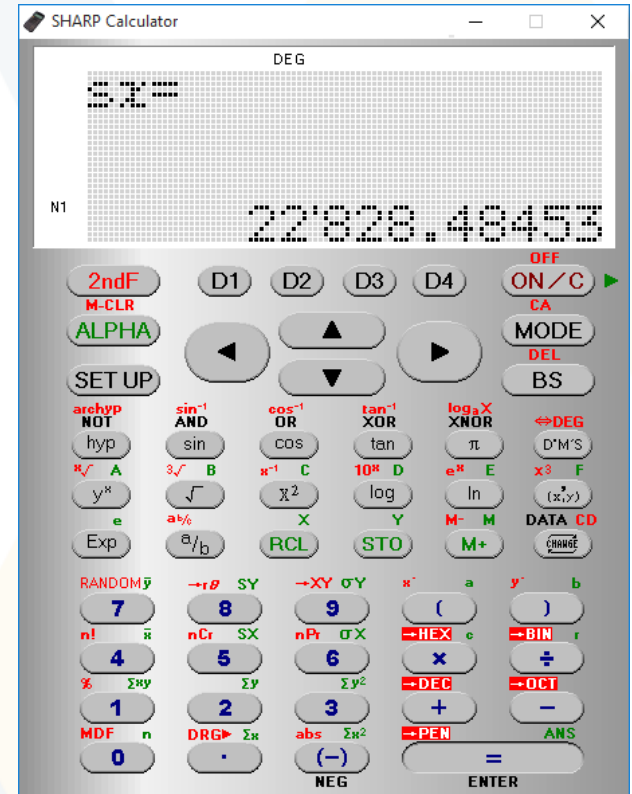 SHARP Calculator
DEG
sx=
N1
22'828.48453
OFF
2ndF D1 D2 D3 D4 ON/C
M-CLR CA
ALPHA MODE
DEL
SET UP BS
archyp sin⁻¹ cos⁻¹ tan⁻¹ logₐX
NOT AND OR XOR XNOR ⇔DEG
hyp sin cos tan π D°M'S
ˣ√ A ³√ B x⁻¹ C 10ˣ D eˣ E x³ F
yˣ √ X² log ln (x,y)
e aᵇ/c X Y M- M DATA CD
Exp a/b RCL STO M+ CHANGE
RANDOM ȳ →rθ SY →XY σY x´ a y´ b
7 8 9 ( )
n! x̄ nCr SX nPr σX →HEX c →BIN r
4 5 6 × ÷
% Σxy Σy Σy² →DEC →OCT
1 2 3 + −
MDF n DRG► Σx abs Σx² →PEN ANS
0 · (−) =
NEG ENTER